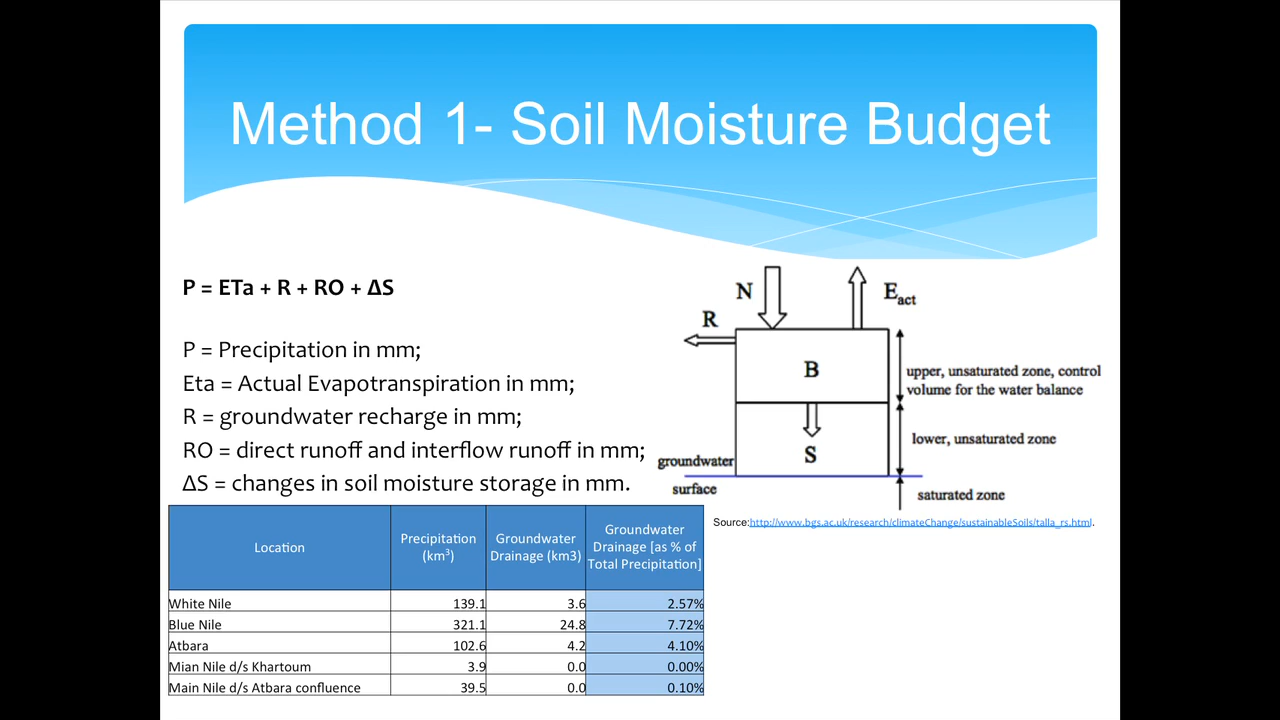 Method 1- Soil Moisture Budget
P = ETa + R + RO + ΔS
P = Precipitation in mm;
Eta = Actual Evapotranspiration in mm;
R = groundwater recharge in mm;
RO = direct runoff and interflow runoff in mm;
ΔS = changes in soil moisture storage in mm.
N
E_act
R
B
upper, unsaturated zone, control
volume for the water balance
S
lower, unsaturated zone
groundwater
surface
saturated zone
Source:http://www.bgs.ac.uk/research/climateChange/sustainableSoils/talla_rs.html.
Location
Precipitation
(km³)
Groundwater
Drainage (km3)
Groundwater
Drainage [as % of
Total Precipitation]
White Nile 139.1 3.6 2.57%
Blue Nile 321.1 24.8 7.72%
Atbara 102.6 4.2 4.10%
Mian Nile d/s Khartoum 3.9 0.0 0.00%
Main Nile d/s Atbara confluence 39.5 0.0 0.10%